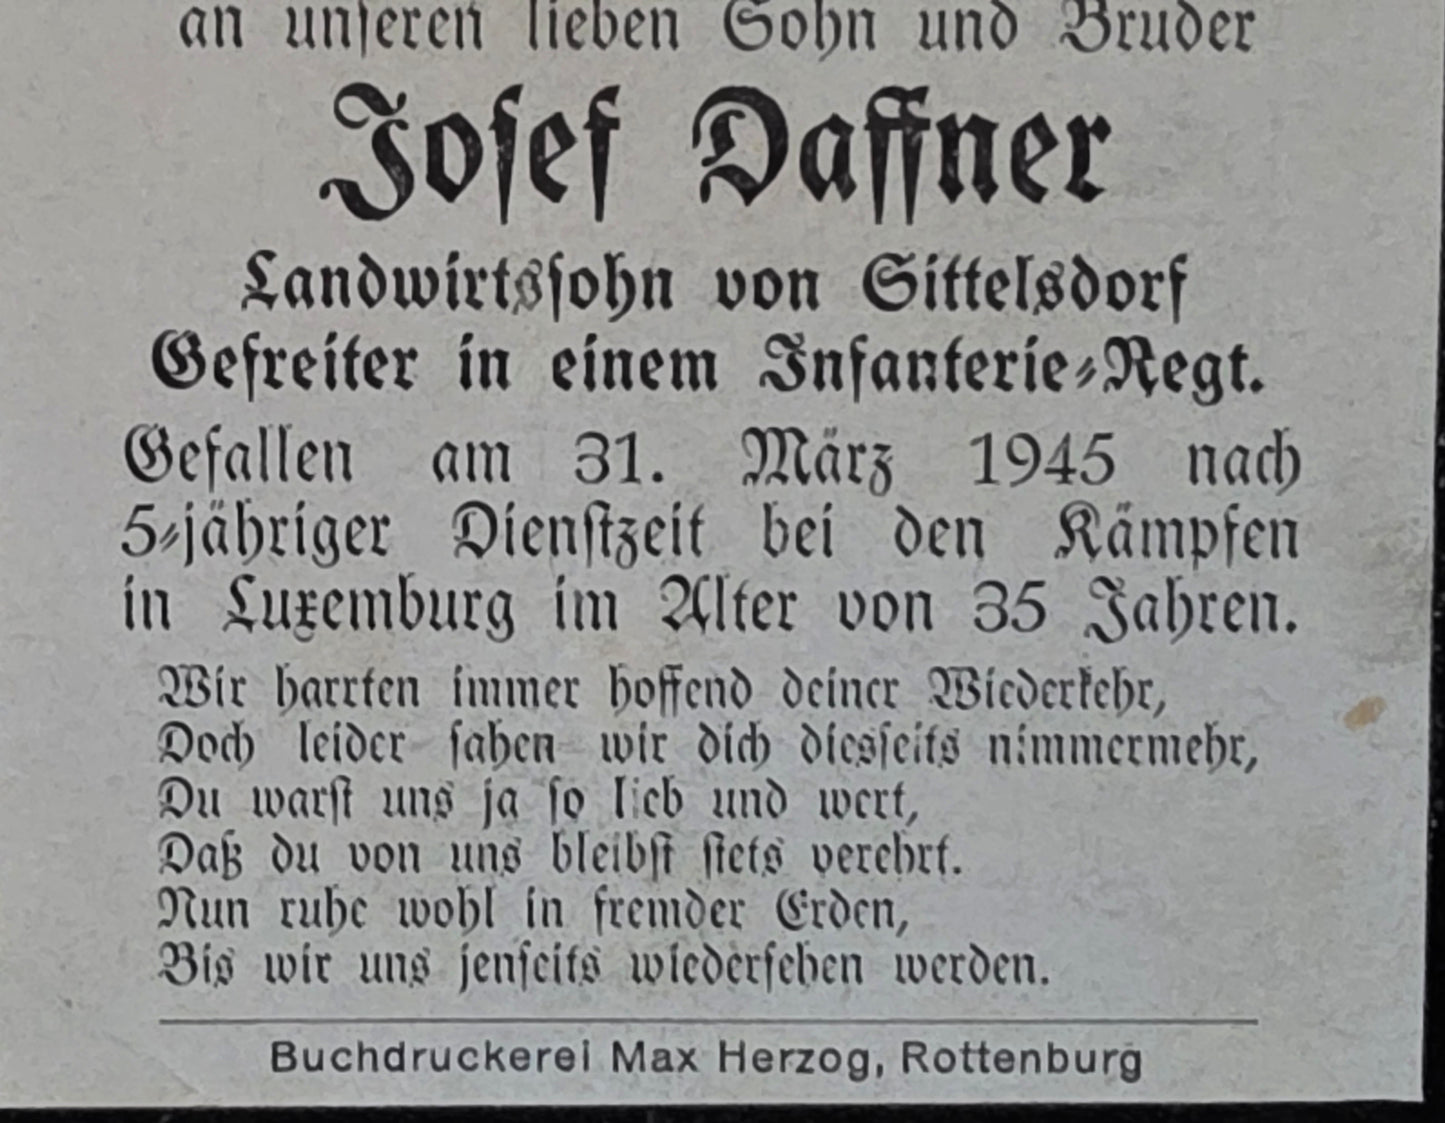 an unseren lieben Sohn und Bruder
Josef Daffner
Landwirtssohn von Sittelsdorf
Gefreiter in einem Infanterie-Regt.
Gefallen am 31. März 1945 nach
5-jähriger Dienstzeit bei den Kämpfen
in Luxemburg im Alter von 35 Jahren.
Wir harrten immer hoffend deiner Wiederkehr,
Doch leider sahen wir dich diesseits nimmermehr,
Du warst uns ja so lieb und wert,
Daß du von uns bleibst stets verehrt.
Nun ruhe wohl in fremder Erden,
Bis wir uns jenseits wiedersehen werden.
Buchdruckerei Max Herzog, Rottenburg